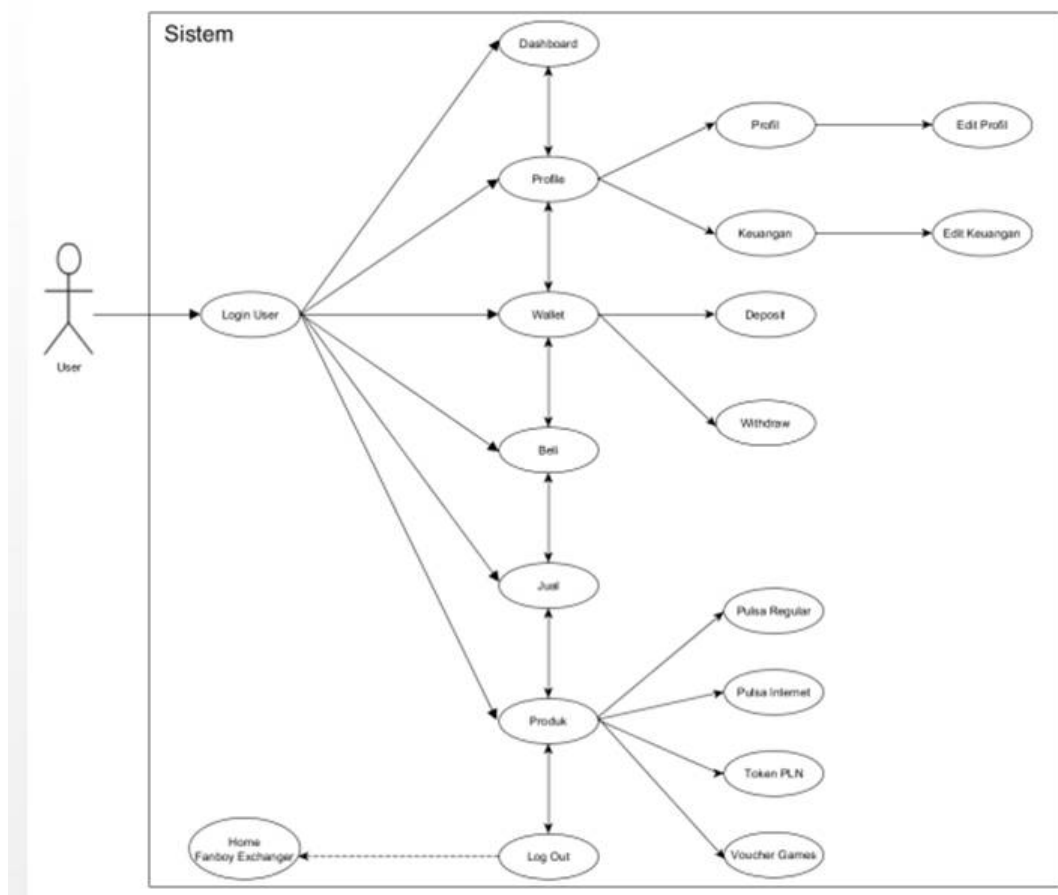 Sistem
Dashboard
Profil
Edit Profil
Profile
Keuangan
Edit Keuangan
Login User
Wallet
Deposit
User
Withdraw
Beli
Jual
Pulsa Regular
Pulsa Internet
Produk
Token PLN
Home
Fanboy Exchanger
Log Out
Voucher Games